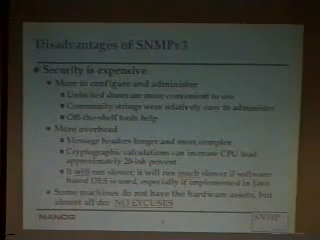 Disadvantages of SNMPv3
Security is expensive
More to configure and administer
Unlocked doors are more convenient to use
Community strings were relatively easy to administer
Off-the-shelf tools help
More overhead
Message headers longer and more complex
Cryptographic calculations can increase CPU load
approximately 20-ish percent
It will run slower, it will run much slower if software
based DES is used, especially if implemented in Java
Some machines do not have the hardware assets, but
almost all do: NO EXCUSES
NANOG
SNMP